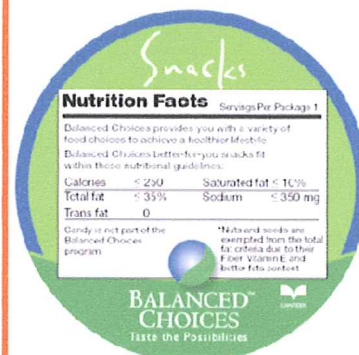 Snacks
Nutrition Facts Servings Per Package 1
Balanced Choices provides you with a variety of
food choices to achieve a healthier lifestyle
Balanced Choices better-for-you snacks fit
within these nutritional guidelines:
Calories ≤ 250 Saturated fat ≤ 10%
Total fat ≤ 35% Sodium ≤ 350 mg
Trans fat 0
Candy is not part of the
Balanced Choices
program
*Nuts and seeds are
exempted from the total
fat criteria due to their
Fiber Vitamin E and
better fats content
BALANCED™
CHOICES
Taste the Possibilities
CANTEEN